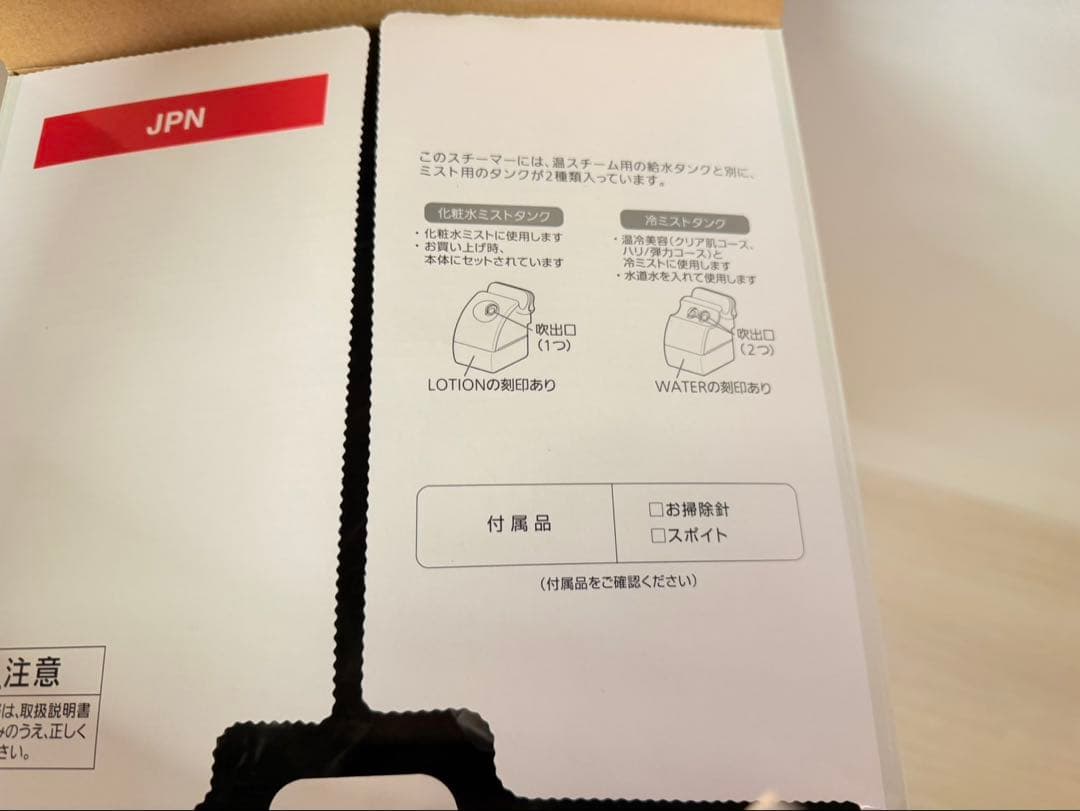 JPN
このスチーマーには、温スチーム用の給水タンクと別に、
ミスト用のタンクが2種類入っています。
化粧水ミストタンク
・化粧水ミストに使用します
・お買い上げ時、
本体にセットされています
吹出口
(1つ)
LOTIONの刻印あり
冷ミストタンク
・温冷美容(クリア肌コース、
ハリ/弾力コース)と
冷ミストに使用します
・水道水を入れて使用します
吹出口
(2つ)
WATERの刻印あり
付属品
□お掃除針
□スポイト
(付属品をご確認ください)
注意
は、取扱説明書
みのうえ、正しく
さい。